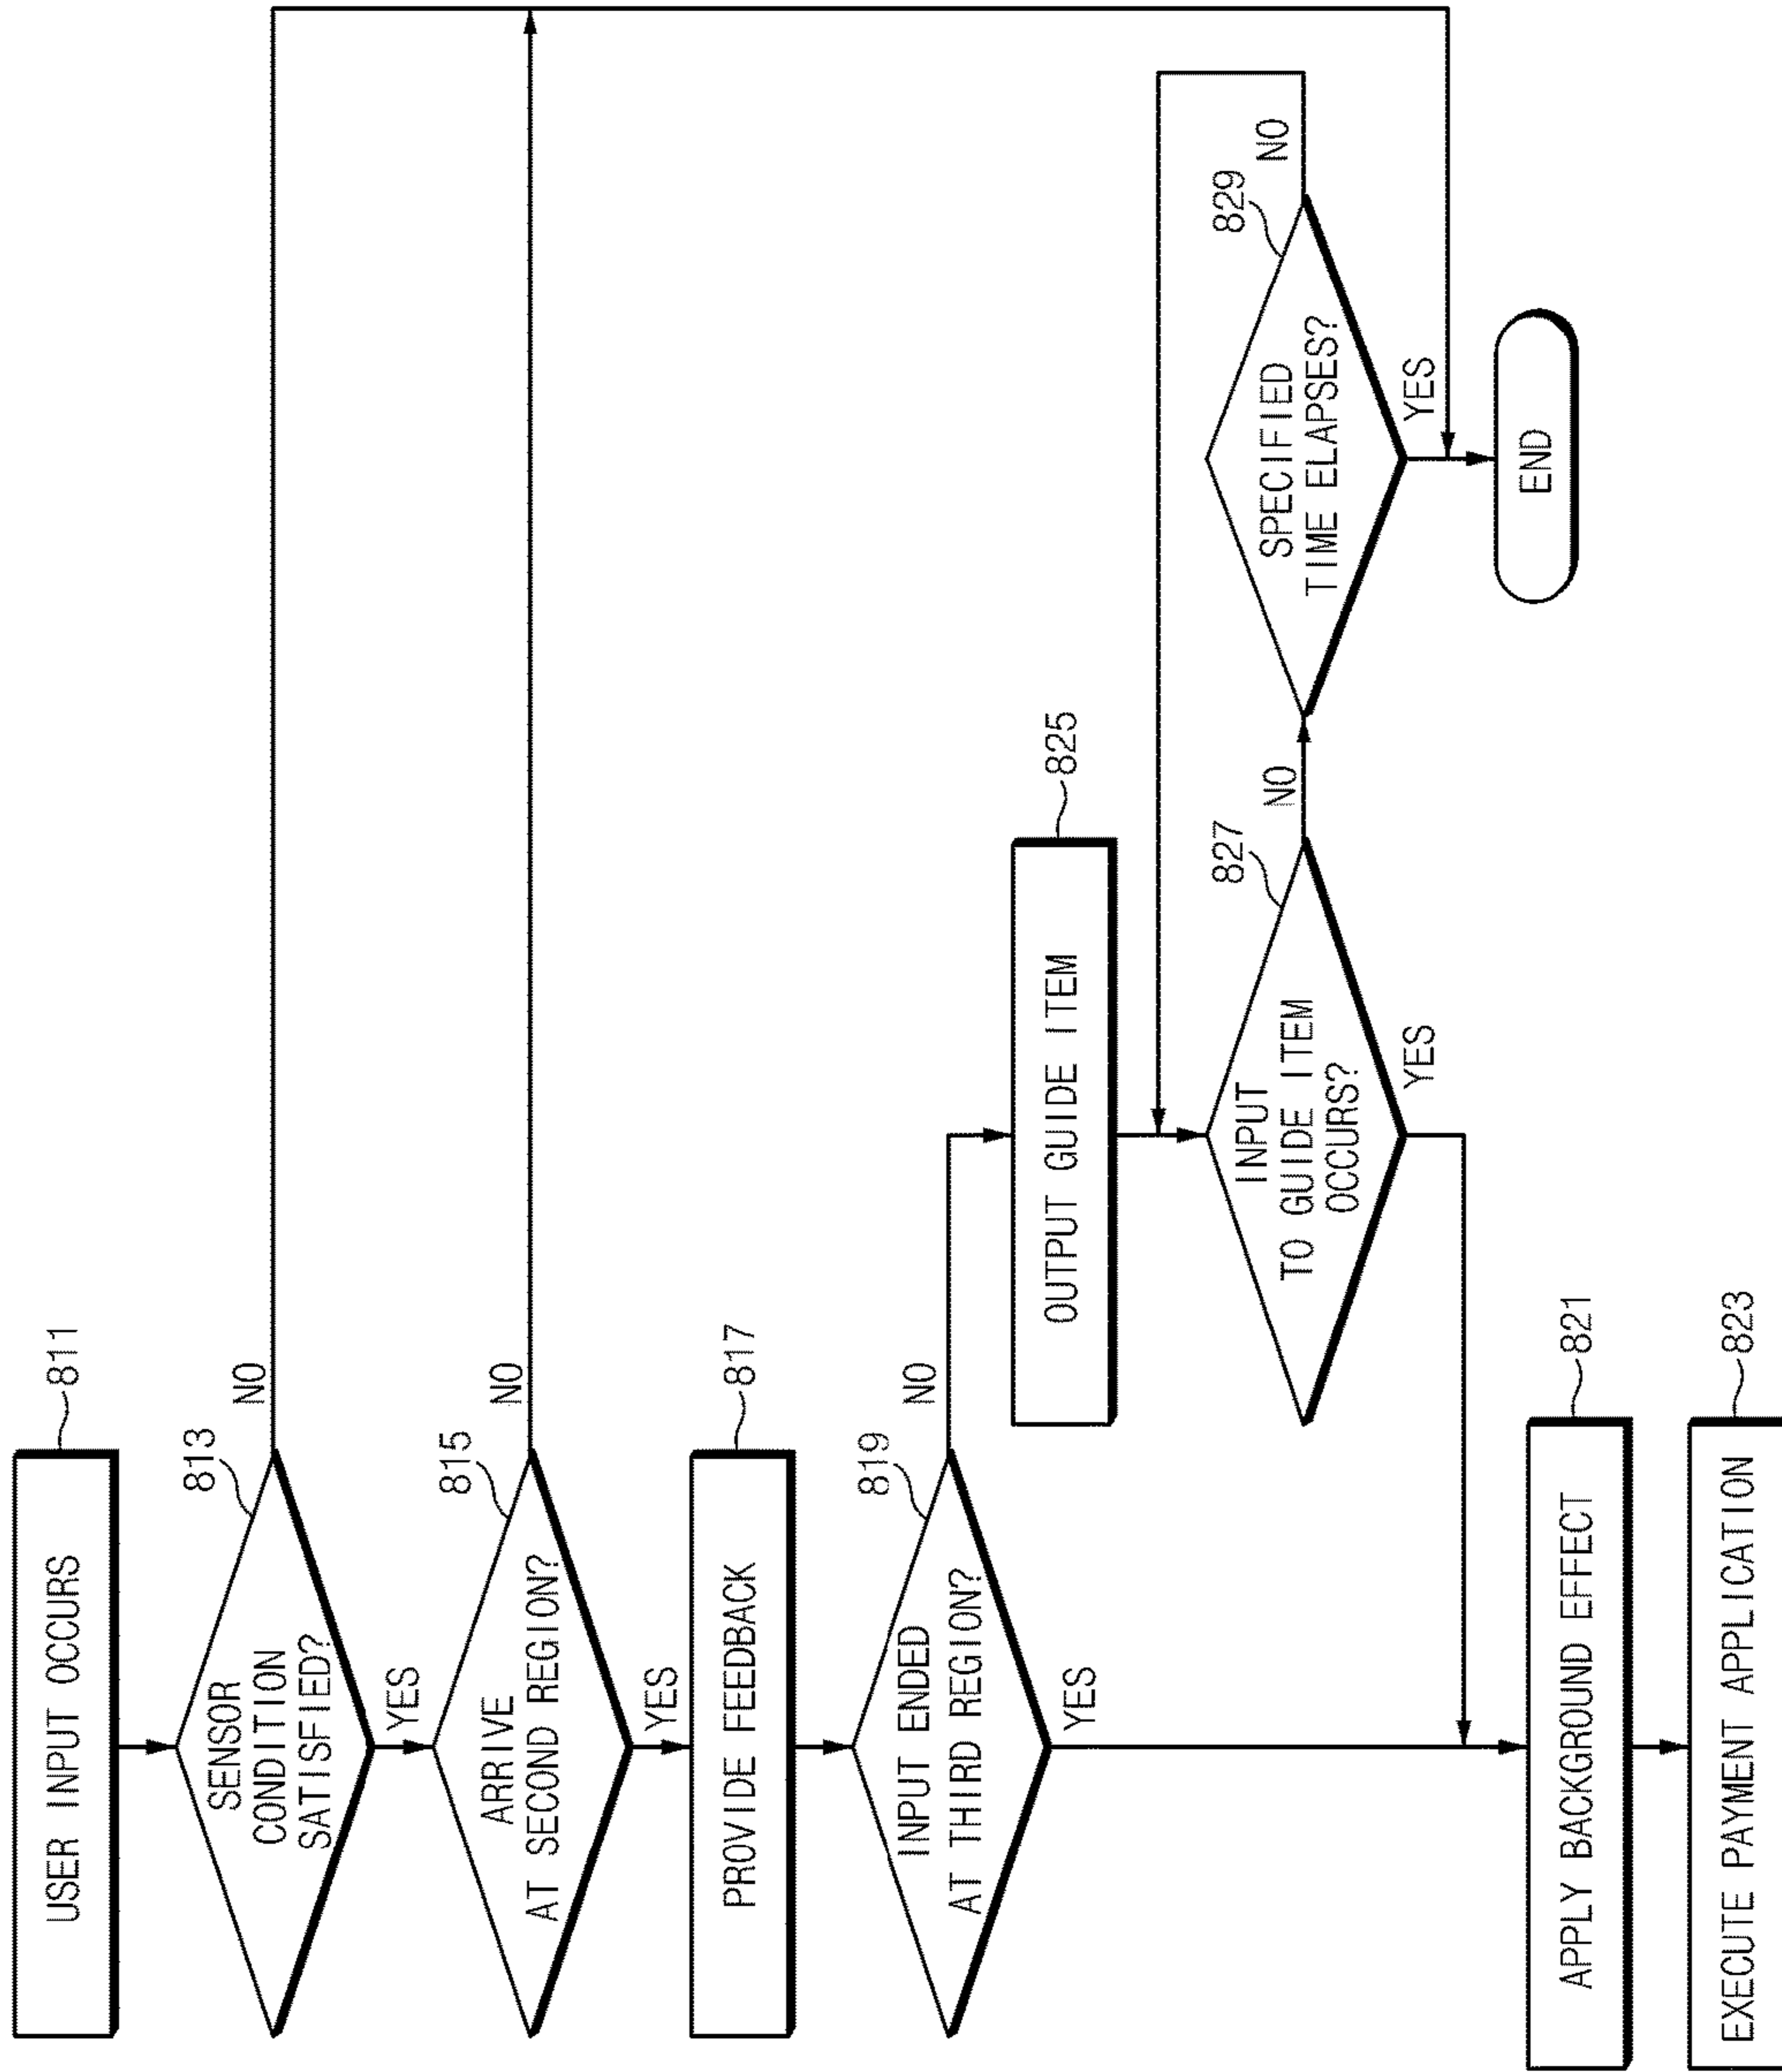 USER INPUT OCCURS
811
SENSOR
CONDITION
SATISFIED?
813
NO
YES
ARRIVE
AT SECOND REGION?
815
NO
YES
PROVIDE FEEDBACK
817
INPUT ENDED
AT THIRD REGION?
819
NO
YES
OUTPUT GUIDE ITEM
825
INPUT
TO GUIDE ITEM
OCCURS?
827
NO
YES
SPECIFIED
TIME ELAPSES?
829
NO
YES
END
APPLY BACKGROUND EFFECT
821
EXECUTE PAYMENT APPLICATION
823